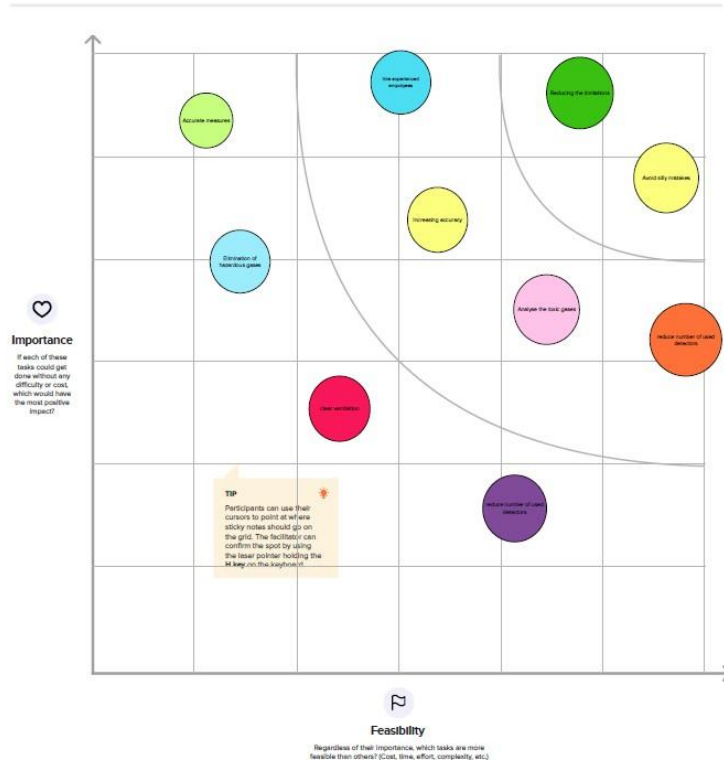 Accurate measures
Reducing the limitations
Avoid silly mistakes
Increasing accuracy
Elimination of
hazardous gases
Analyse the toxic gases
reduce number of used
detectors
Importance
If each of these
tasks could get
done without any
difficulty or cost,
which would have
the most positive
impact?
ventilation
reduce number of used
detectors
TIP
Participants can use their
cursors to point at where
sticky notes should go on
the grid. The facilitator can
confirm the spot by using
the laser pointer holding the
H key on the keyboard.
Feasibility
Regardless of their importance, which tasks are more
feasible than others? (Cost, time, effort, complexity, etc.)